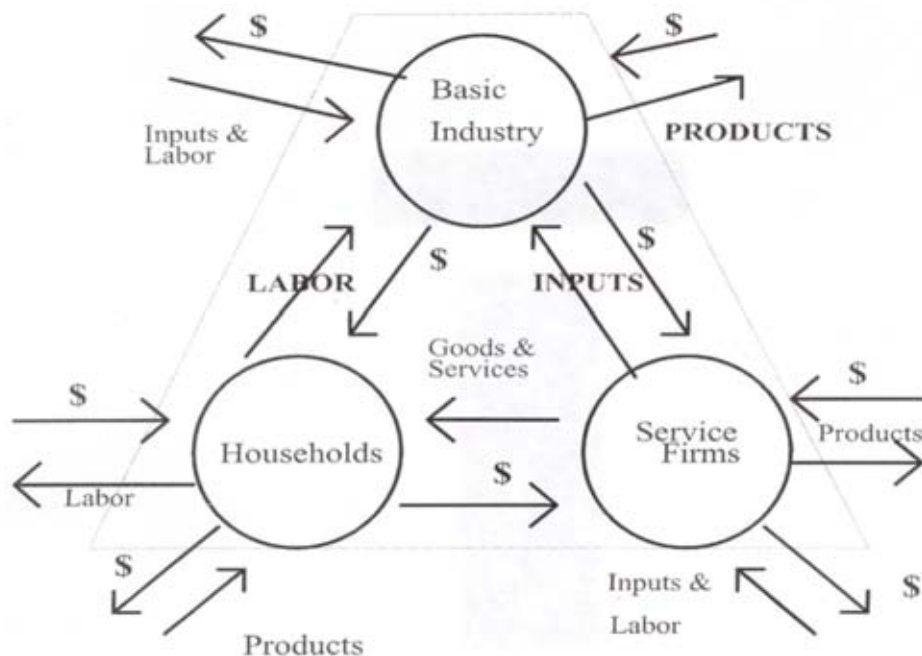 $
$
Basic
Industry
Inputs &
Labor
PRODUCTS
$
$
LABOR
INPUTS
Goods &
Services
$
$
Households
Service
Firms
Products
Labor
$
$
Inputs &
Labor
$
Products